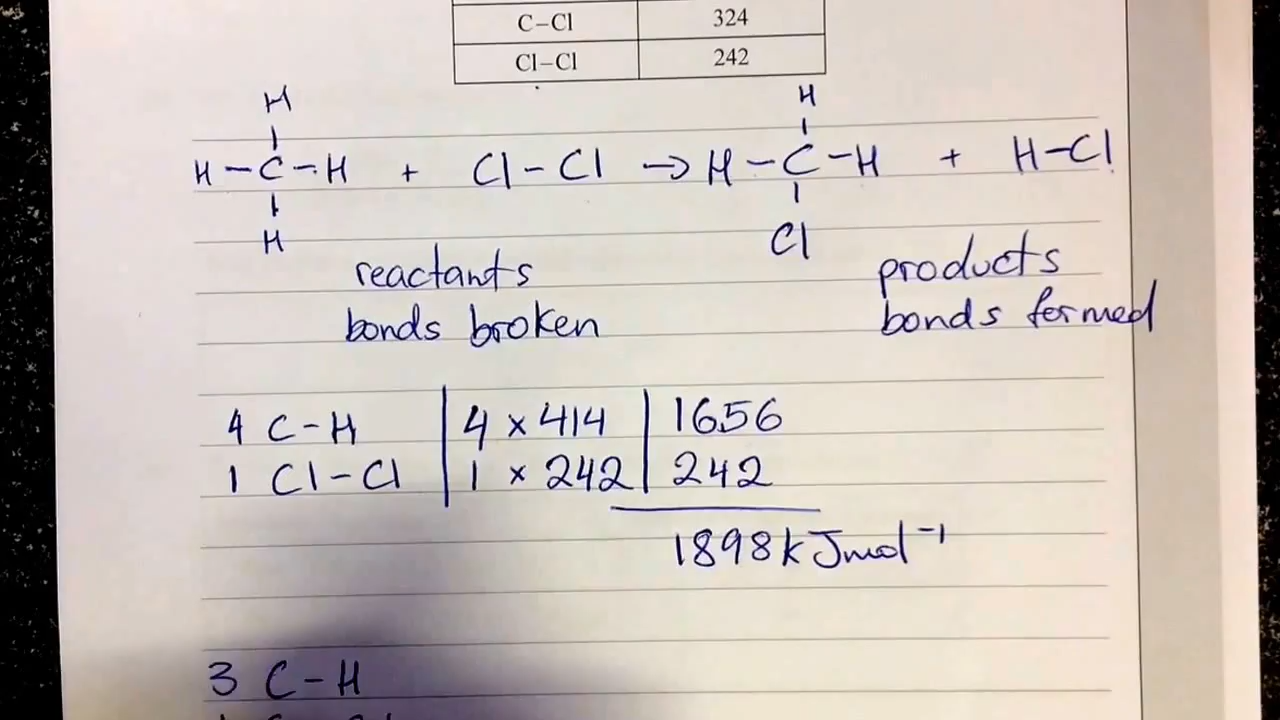 C–Cl 324
Cl–Cl 242
H
H – C – H + Cl – Cl → H – C – H + H – Cl
H
H
Cl
reactants
bonds broken
products
bonds formed
4 C – H | 4 × 414 | 1656
1 Cl – Cl | 1 × 242 | 242
1898 kJmol⁻¹
3 C – H